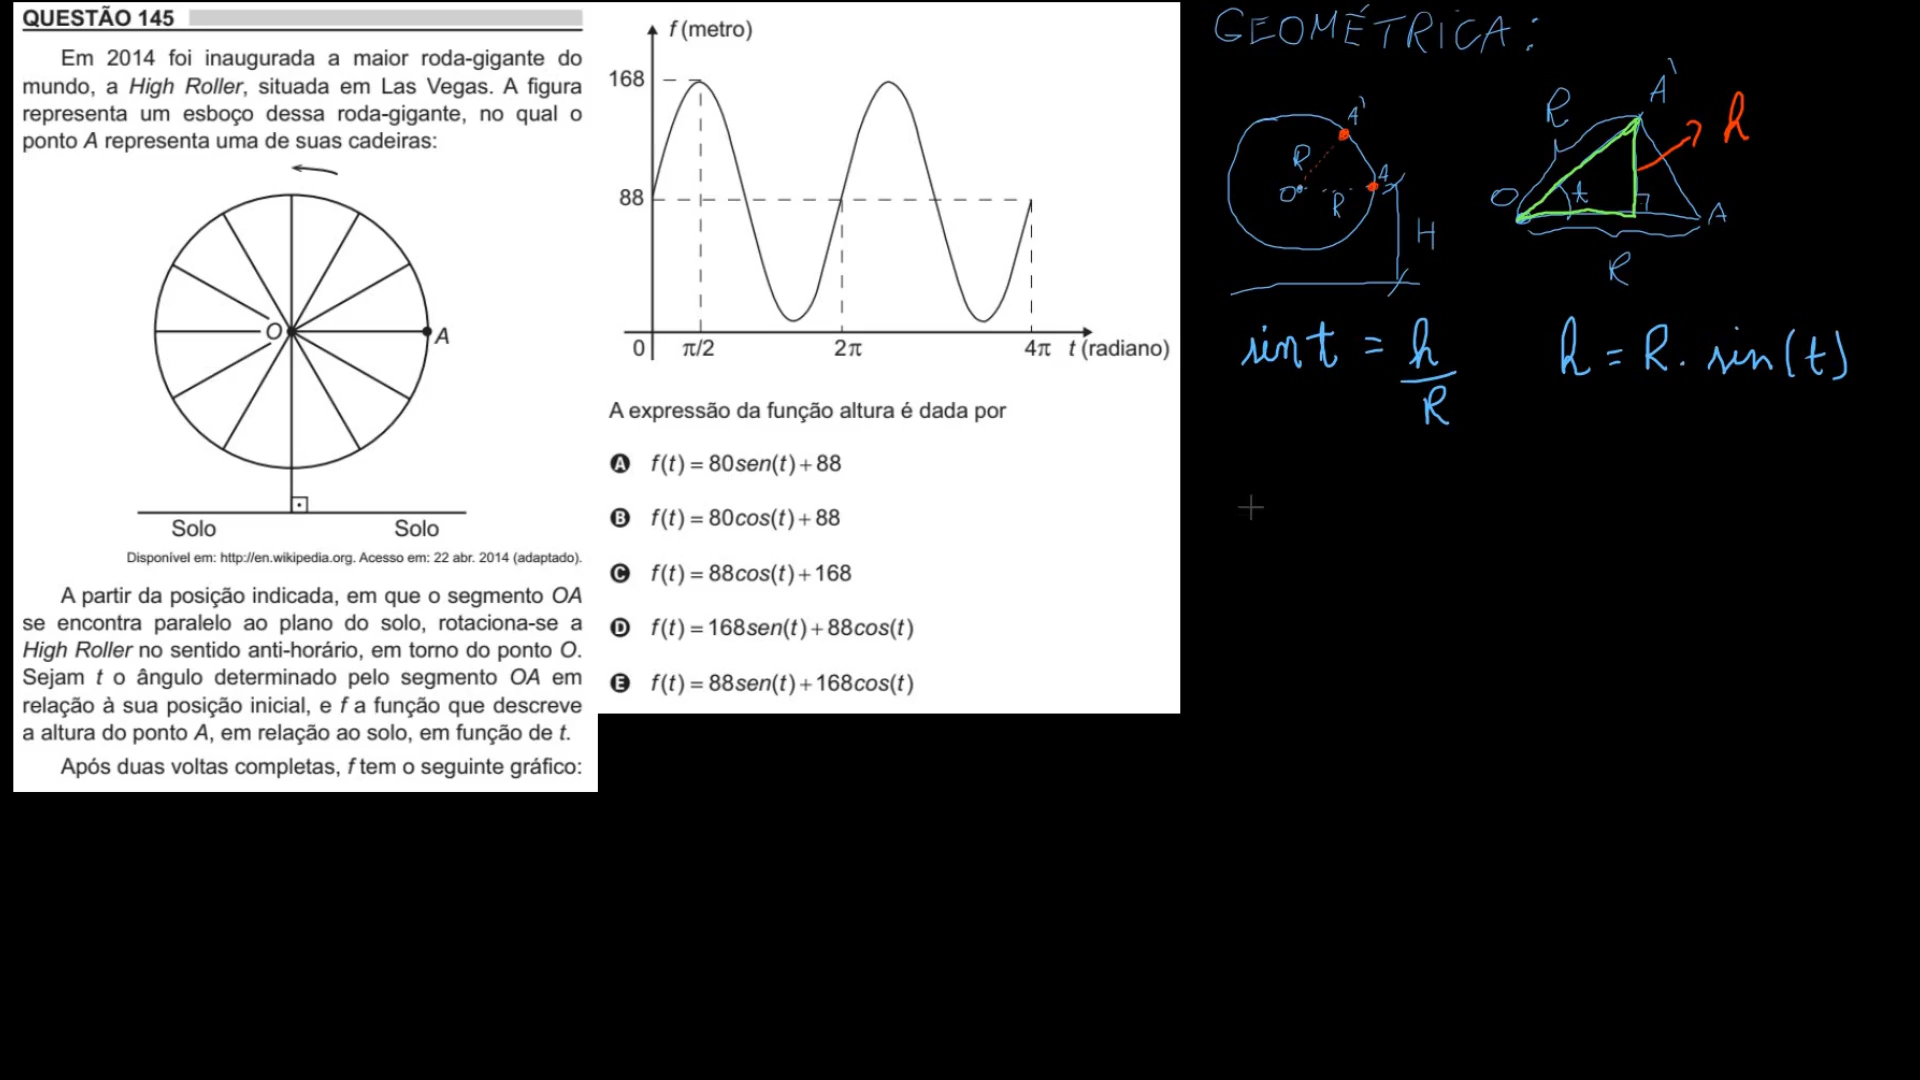 QUESTÃO 145
Em 2014 foi inaugurada a maior roda-gigante do
mundo, a High Roller, situada em Las Vegas. A figura
representa um esboço dessa roda-gigante, no qual o
ponto A representa uma de suas cadeiras:
O
A
Solo
Solo
Disponível em: http://en.wikipedia.org. Acesso em: 22 abr. 2014 (adaptado).
A partir da posição indicada, em que o segmento OA
se encontra paralelo ao plano do solo, rotaciona-se a
High Roller no sentido anti-horário, em torno do ponto O.
Sejam t o ângulo determinado pelo segmento OA em
relação à sua posição inicial, e f a função que descreve
a altura do ponto A, em relação ao solo, em função de t.
Após duas voltas completas, f tem o seguinte gráfico:
f (metro)
168
88
0 π/2 2π 4π t (radiano)
A expressão da função altura é dada por
A f(t) = 80sen(t) + 88
B f(t) = 80cos(t) + 88
C f(t) = 88cos(t) + 168
D f(t) = 168sen(t) + 88cos(t)
E f(t) = 88sen(t) + 168cos(t)
GEOMÉTRICA:
A'
R
A
O
R
H
A'
R
h
O
t
A
R
sin t = h/R
h = R. sin(t)